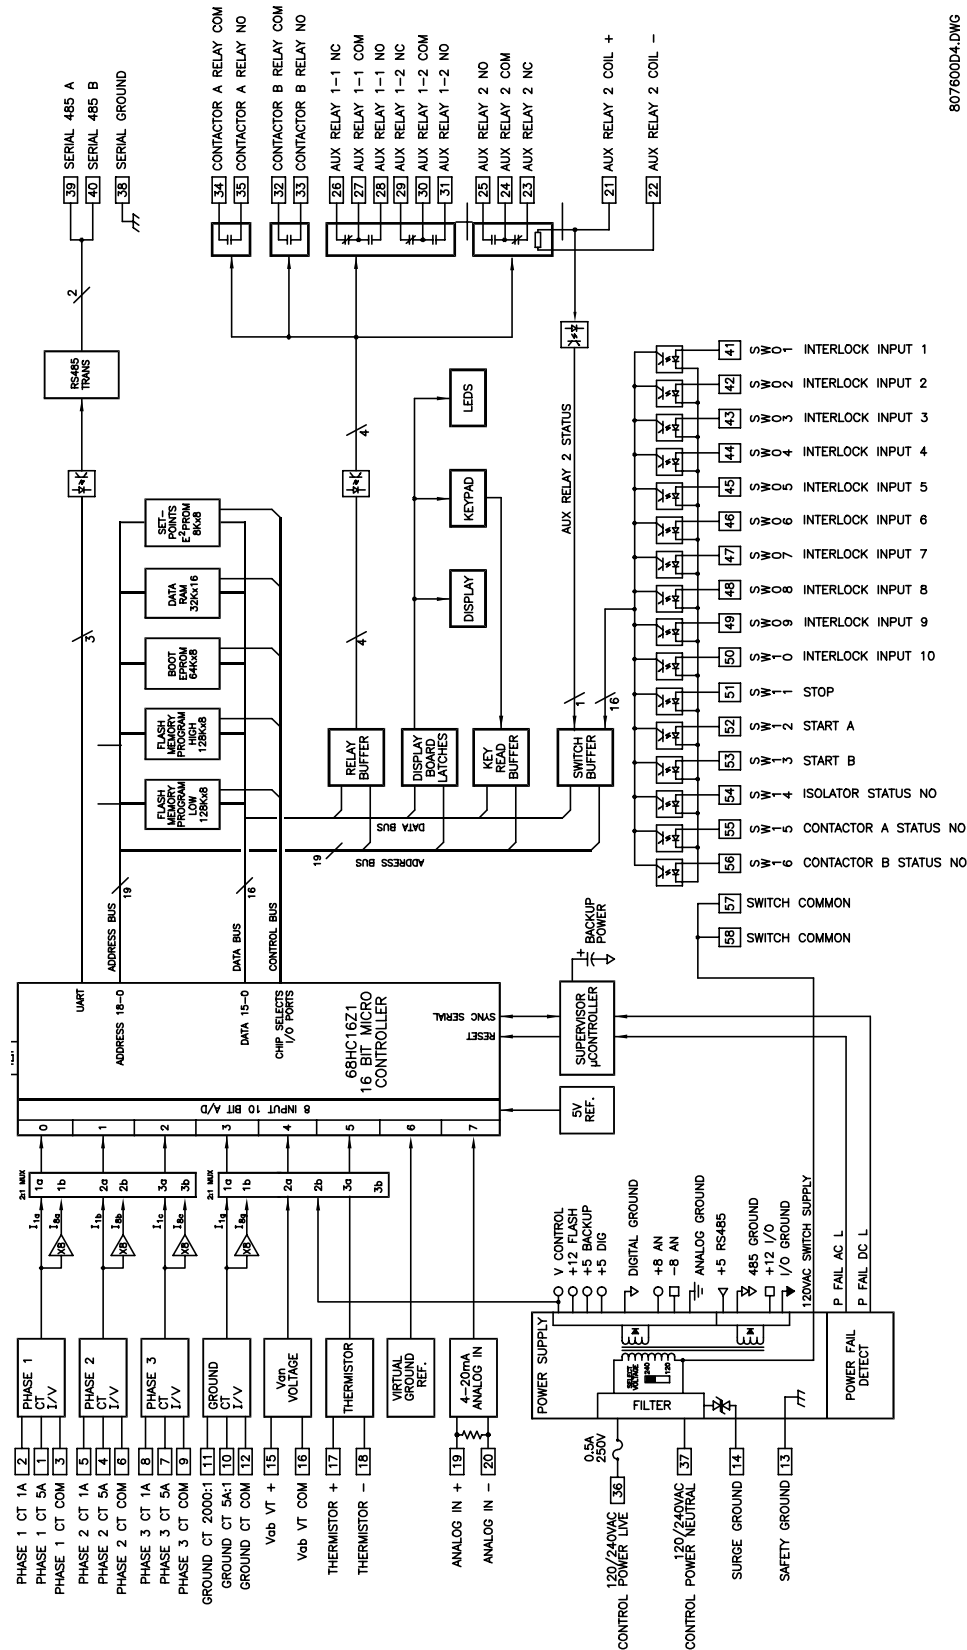 807600D4.DWG
39 SERIAL 485 A
40 SERIAL 485 B
38 SERIAL GROUND
34 CONTACTOR A RELAY COM
35 CONTACTOR A RELAY NO
32 CONTACTOR B RELAY COM
33 CONTACTOR B RELAY NO
26 AUX RELAY 1-1 NC
27 AUX RELAY 1-1 COM
28 AUX RELAY 1-1 NO
29 AUX RELAY 1-2 NC
30 AUX RELAY 1-2 COM
31 AUX RELAY 1-2 NO
25 AUX RELAY 2 NO
24 AUX RELAY 2 COM
23 AUX RELAY 2 NC
21 AUX RELAY 2 COIL +
22 AUX RELAY 2 COIL -
2
RS485
TRANS
3
SET-
POINTS
E2PROM
8Kx8
DATA
RAM
32Kx16
BOOT
EPROM
64Kx8
FLASH
MEMORY
PROGRAM
HIGH
128Kx8
FLASH
MEMORY
PROGRAM
LOW
128Kx8
4
4
LEDS
KEYPAD
DISPLAY
AUX RELAY 2 STATUS
RELAY
BUFFER
DISPLAY
BOARD
LATCHES
KEY
READ
BUFFER
SWITCH
BUFFER
1
16
DATA BUS
ADDRESS BUS
19
41 SW01 INTERLOCK INPUT 1
42 SW02 INTERLOCK INPUT 2
43 SW03 INTERLOCK INPUT 3
44 SW04 INTERLOCK INPUT 4
45 SW05 INTERLOCK INPUT 5
46 SW06 INTERLOCK INPUT 6
47 SW07 INTERLOCK INPUT 7
48 SW08 INTERLOCK INPUT 8
49 SW09 INTERLOCK INPUT 9
50 SW10 INTERLOCK INPUT 10
51 SW11 STOP
52 SW12 START A
53 SW13 START B
54 SW14 ISOLATOR STATUS NO
55 SW15 CONTACTOR A STATUS NO
56 SW16 CONTACTOR B STATUS NO
57 SWITCH COMMON
58 SWITCH COMMON
ADDRESS BUS
19
DATA BUS
16
CONTROL BUS
UART
ADDRESS 18-0
DATA 15-0
CHIP SELECTS
I/O PORTS
68HC16Z1
16 BIT MICRO
CONTROLLER
SYNC SERIAL
RESET
8 INPUT 10 BIT A/D
0
1
2
3
4
5
6
7
SUPERVISOR
µCONTROLLER
+
BACKUP
POWER
5V
REF.
2:1 MUX
1a
1b
2a
2b
3a
3b
2:1 MUX
1a
1b
2a
2b
3a
3b
I1a
I8a
X8
I1b
I8b
X8
I1c
I8c
X8
I1g
I8g
X8
PHASE 1
CT
I/V
PHASE 2
CT
I/V
PHASE 3
CT
I/V
GROUND
CT
I/V
Van
VOLTAGE
THERMISTOR
VIRTUAL
GROUND
REF.
4-20mA
ANALOG IN
PHASE 1 CT 1A 2
PHASE 1 CT 5A 1
PHASE 1 CT COM 3
PHASE 2 CT 1A 5
PHASE 2 CT 5A 4
PHASE 2 CT COM 6
PHASE 3 CT 1A 8
PHASE 3 CT 5A 7
PHASE 3 CT COM 9
GROUND CT 2000:1 11
GROUND CT 5A:1 10
GROUND CT COM 12
Vab VT + 15
Vab VT COM 16
THERMISTOR + 17
THERMISTOR - 18
ANALOG IN + 19
ANALOG IN - 20
V CONTROL
+12 FLASH
+5 BACKUP
+5 DIG
DIGITAL GROUND
+8 AN
-8 AN
ANALOG GROUND
+5 RS485
485 GROUND
+12 I/O
I/O GROUND
120VAC SWITCH SUPPLY
P FAIL AC L
P FAIL DC L
POWER SUPPLY
SELECT
VOLTAGE
240
120
FILTER
POWER FAIL
DETECT
0.5A
250V
120/240VAC
CONTROL POWER LIVE 36
120/240VAC
CONTROL POWER NEUTRAL 37
SURGE GROUND 14
SAFETY GROUND 13